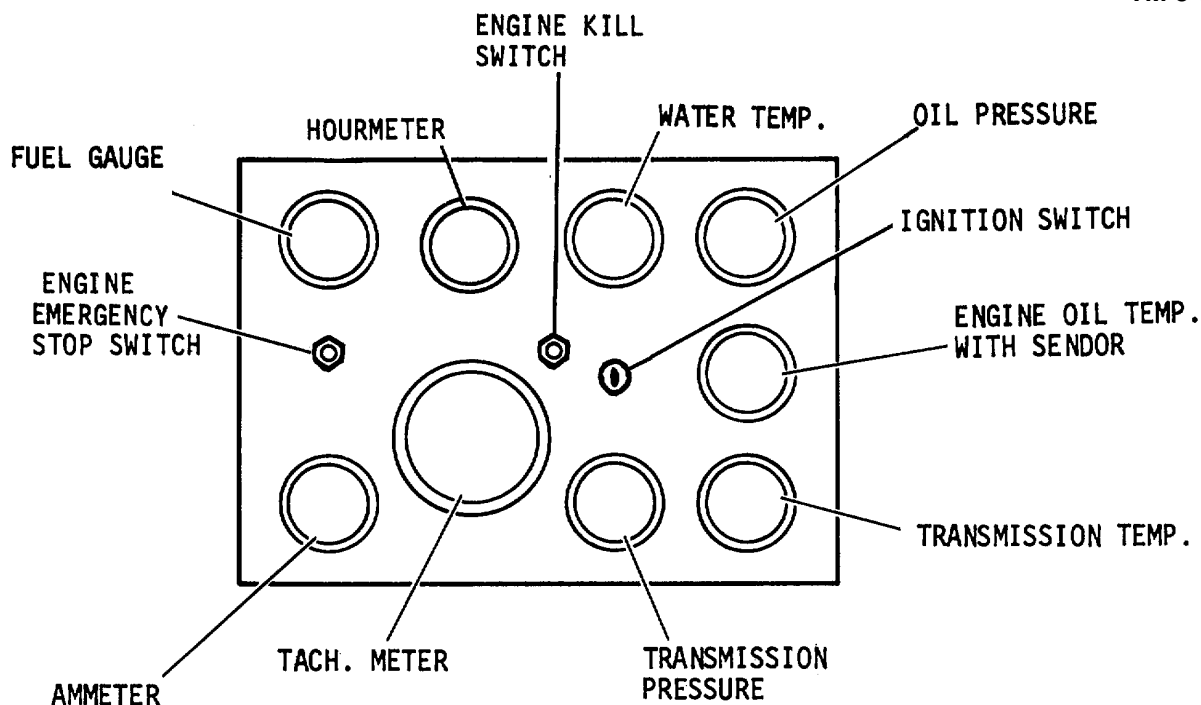 ENGINE KILL
SWITCH
HOURMETER
WATER TEMP.
OIL PRESSURE
FUEL GAUGE
IGNITION SWITCH
ENGINE
EMERGENCY
STOP SWITCH
ENGINE OIL TEMP.
WITH SENDOR
TRANSMISSION TEMP.
TACH. METER
TRANSMISSION
PRESSURE
AMMETER